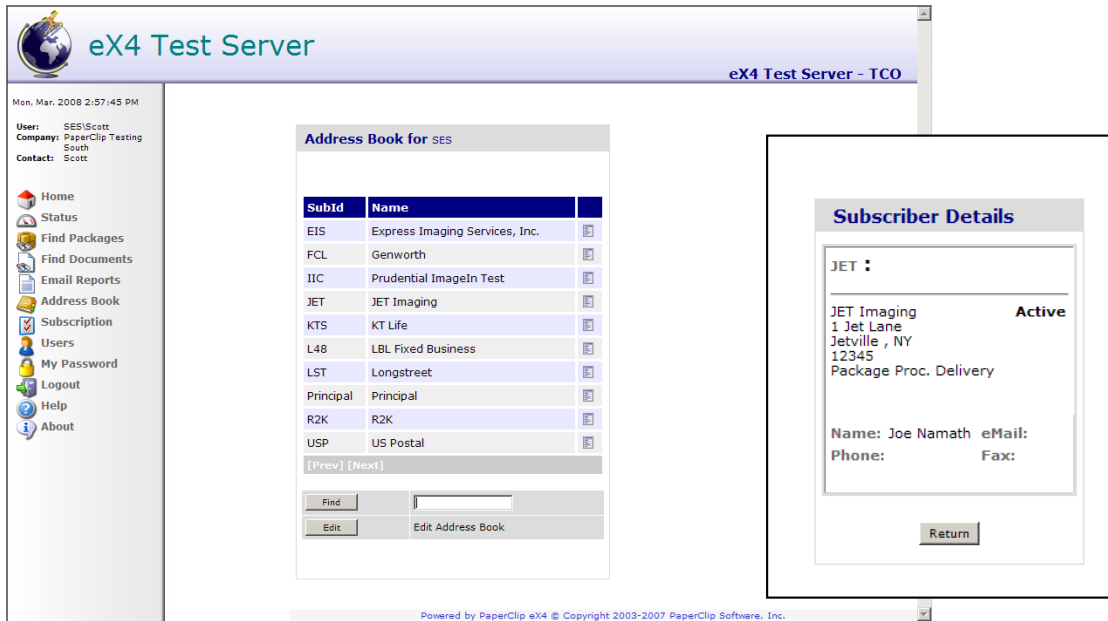 eX4 Test Server
eX4 Test Server - TCO
Mon, Mar, 2008 2:57:45 PM
User: SES\Scott
Company: PaperClip Testing
South
Contact: Scott
Home
Status
Find Packages
Find Documents
Email Reports
Address Book
Subscription
Users
My Password
Logout
Help
About
Address Book for SES
SubId Name
EIS Express Imaging Services, Inc.
FCL Genworth
IIC Prudential ImageIn Test
JET JET Imaging
KTS KT Life
L48 LBL Fixed Business
LST Longstreet
Principal Principal
R2K R2K
USP US Postal
[Prev] [Next]
Find
Edit Edit Address Book
Powered by PaperClip eX4 © Copyright 2003-2007 PaperClip Software, Inc.
Subscriber Details
JET :
JET Imaging Active
1 Jet Lane
Jetville , NY
12345
Package Proc. Delivery
Name: Joe Namath eMail:
Phone: Fax:
Return